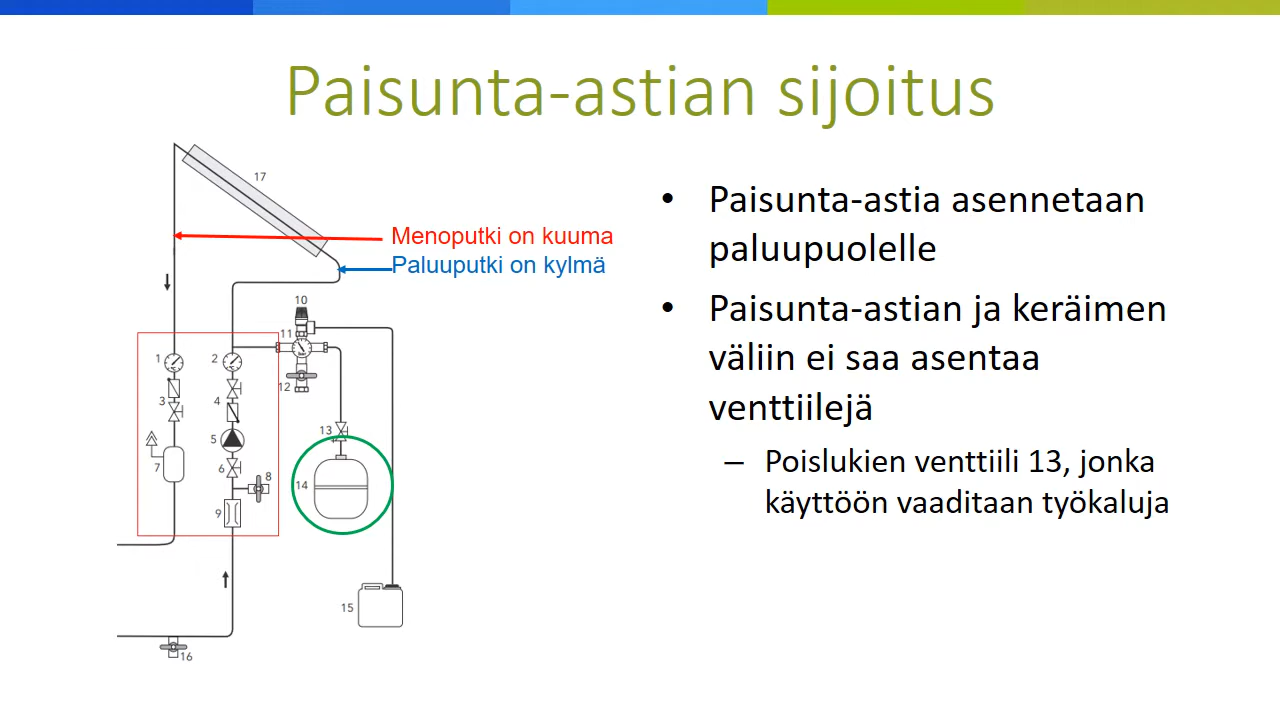 Paisunta-astian sijoitus
17
Menoputki on kuuma
Paluuputki on kylmä
10
11
1
2
12
3
4
13
5
7
6
8
14
9
15
16
• Paisunta-astia asennetaan
paluupuolelle
• Paisunta-astian ja keräimen
väliin ei saa asentaa
venttiilejä
– Poislukien venttiili 13, jonka
käyttöön vaaditaan työkaluja